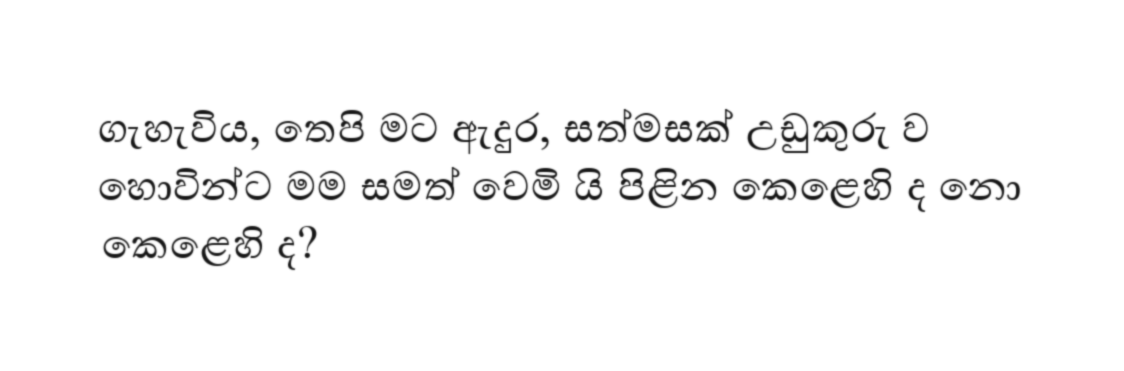 ගැහැවිය, තෙපි මට ඇදුර, සත්මසක් උඩුකුරු ව
හොවින්ට මම සමත් වෙමි යි පිළින කෙළෙහි ද නො
කෙළෙහි ද?